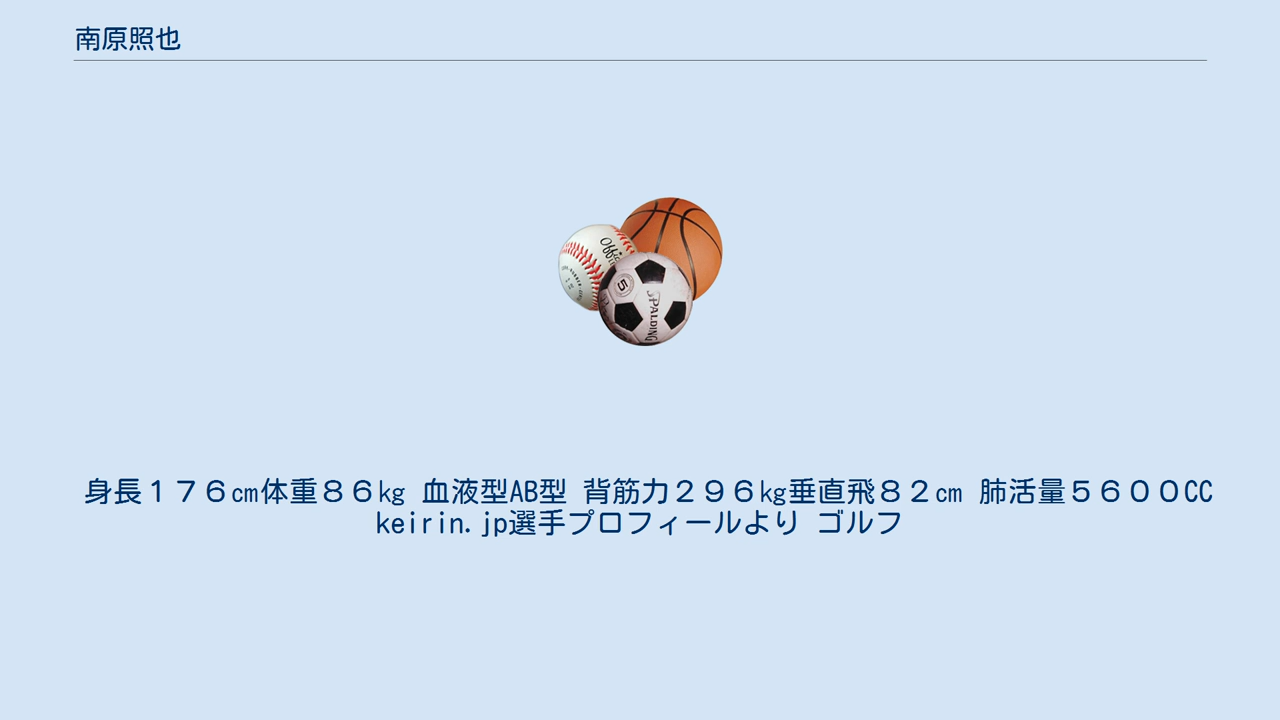 南原照也
Offic
5
SPALDING
身長１７６cm体重８６kg 血液型AB型 背筋力２９６kg垂直飛８２cm 肺活量５６００CC
keirin.jp選手プロフィールより ゴルフ